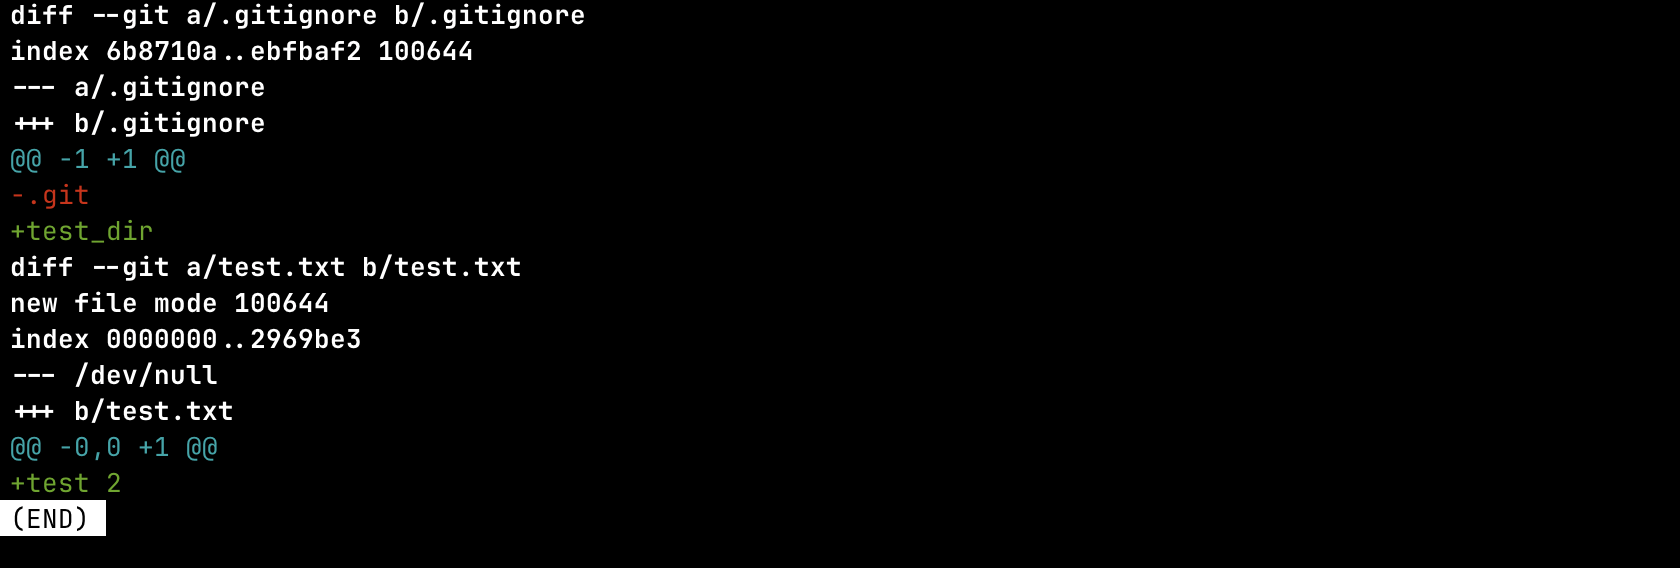 diff --git a/.gitignore b/.gitignore
index 6b8710a..ebfbaf2 100644
--- a/.gitignore
+++ b/.gitignore
@@ -1 +1 @@
-.git
+test_dir
diff --git a/test.txt b/test.txt
new file mode 100644
index 0000000..2969be3
--- /dev/null
+++ b/test.txt
@@ -0,0 +1 @@
+test 2
(END)